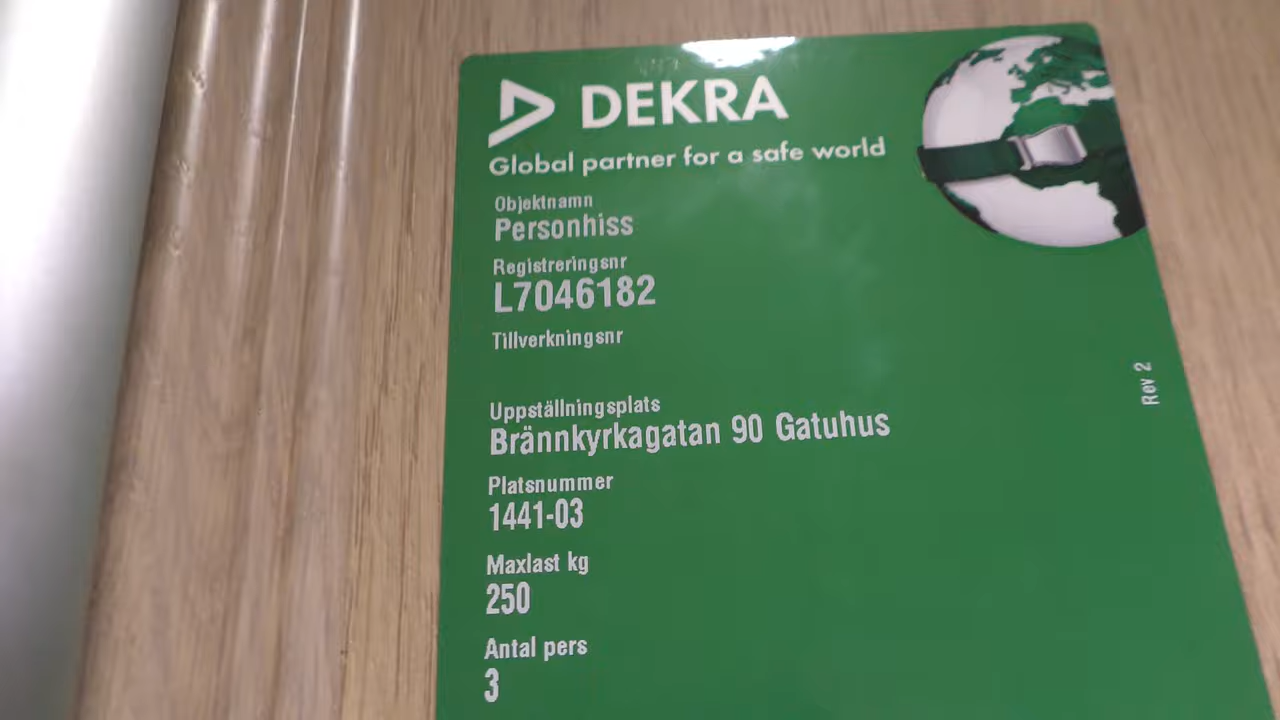 DEKRA
Global partner for a safe world
Objektnamn
Personhiss
Registreringsnr
L7046182
Tillverkningsnr
Uppställningsplats
Brännkyrkagatan 90 Gatuhus
Platsnummer
1441-03
Maxlast kg
250
Antal pers
3
Rev 2